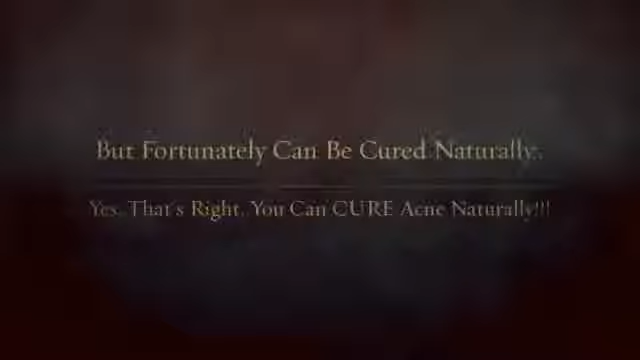 But Fortunately Can Be Cured Naturally..
Yes. That's Right. You Can CURE Acne Naturally!!!